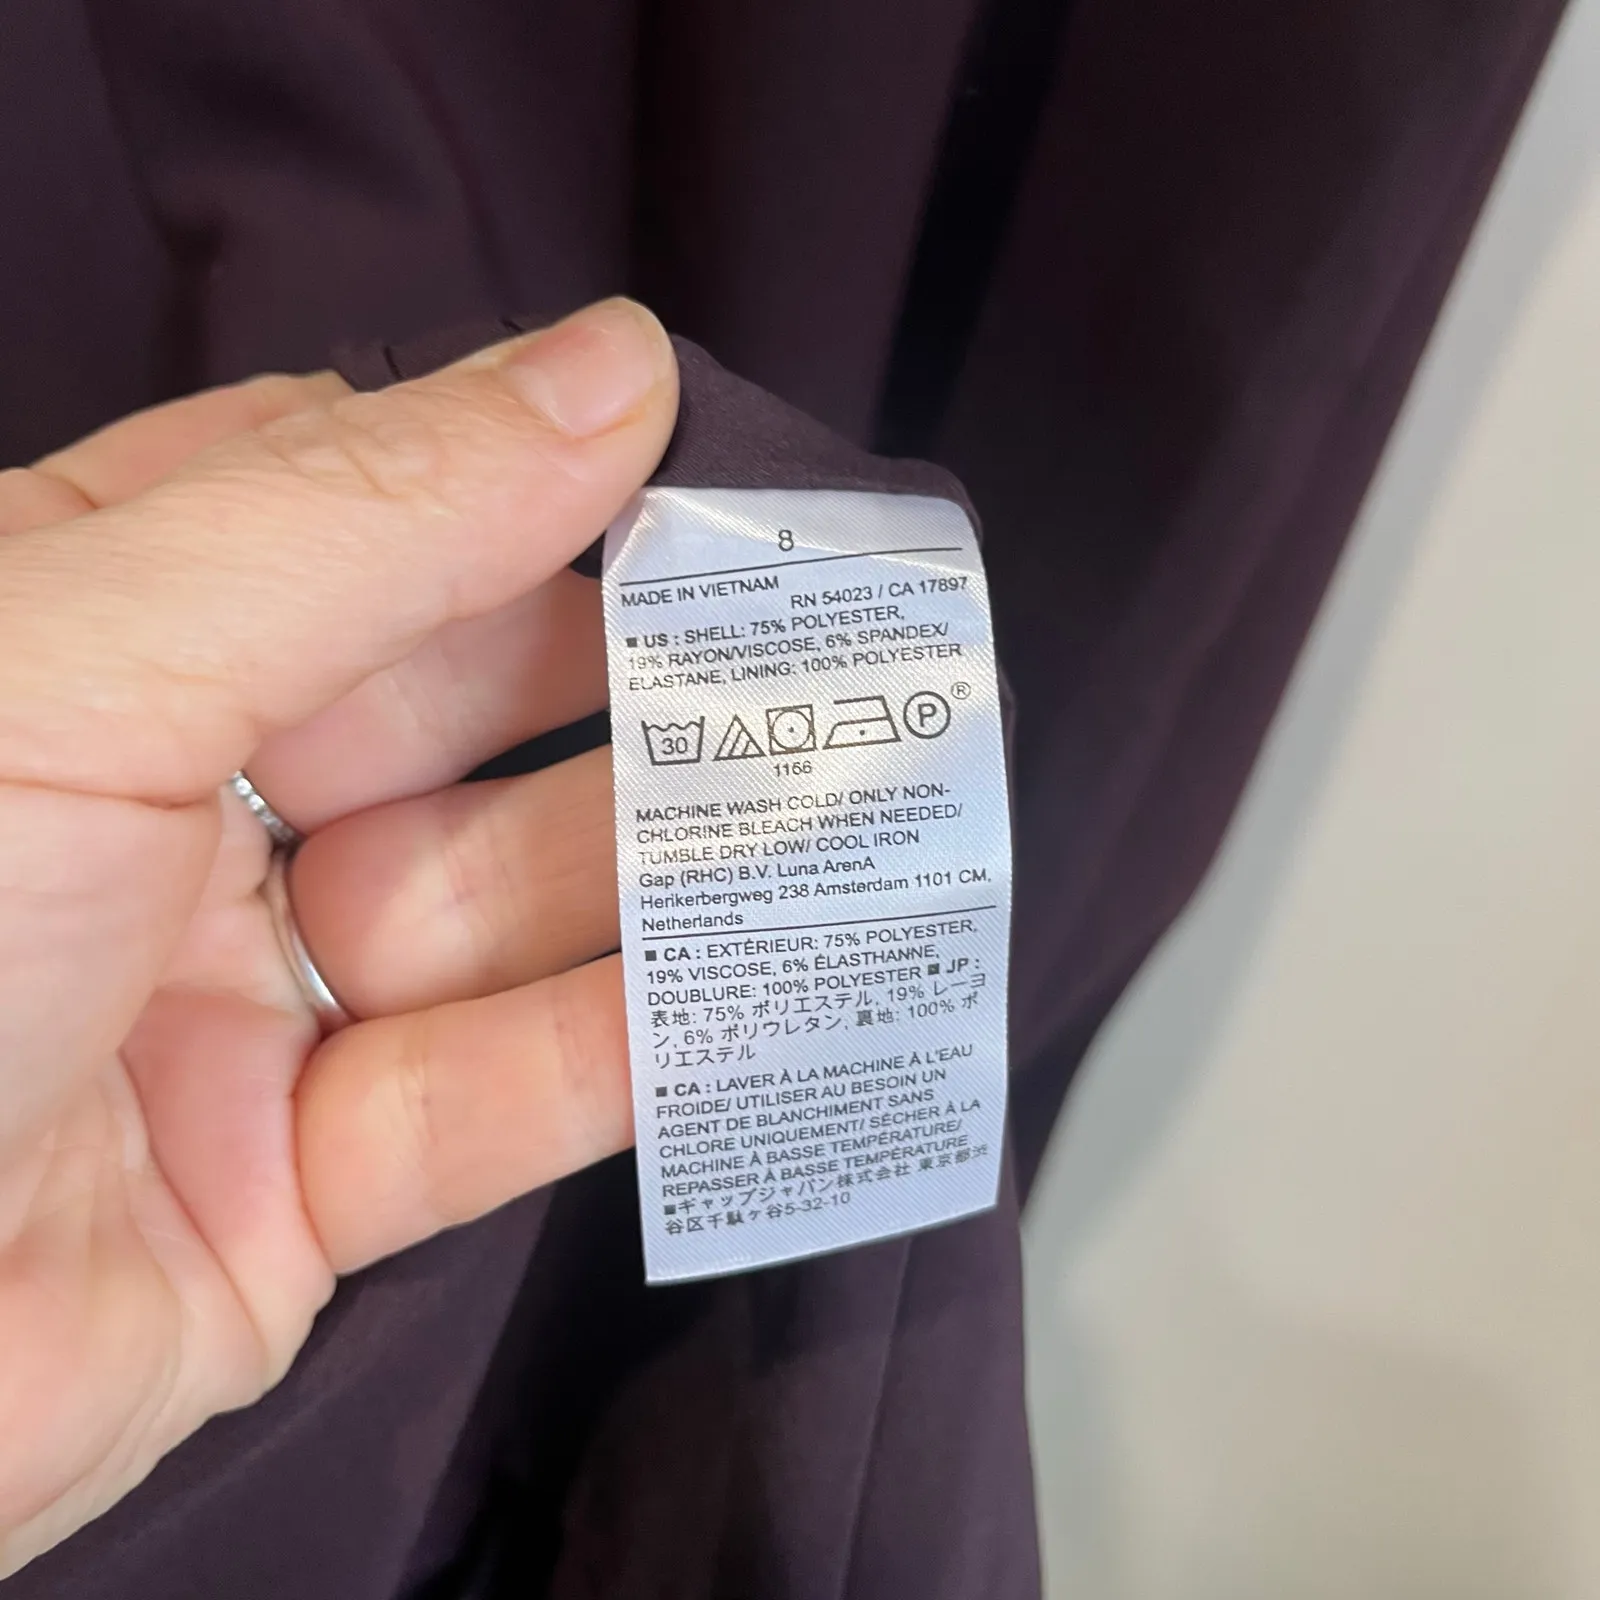 8
MADE IN VIETNAM
RN 54023 / CA 17897
■ US : SHELL: 75% POLYESTER,
19% RAYON/VISCOSE, 6% SPANDEX/
ELASTANE, LINING: 100% POLYESTER
30 P ®
1166
MACHINE WASH COLD/ ONLY NON-
CHLORINE BLEACH WHEN NEEDED/
TUMBLE DRY LOW/ COOL IRON
Gap (RHC) B.V. Luna ArenA
Herikerbergweg 238 Amsterdam 1101 CM,
Netherlands
■ CA : EXTÉRIEUR: 75% POLYESTER,
19% VISCOSE, 6% ÉLASTHANNE,
DOUBLURE: 100% POLYESTER ■ JP :
表地: 75% ポリエステル, 19% レーヨ
ン, 6% ポリウレタン, 裏地: 100% ポ
リエステル
■ CA : LAVER À LA MACHINE À L'EAU
FROIDE/ UTILISER AU BESOIN UN
AGENT DE BLANCHIMENT SANS
CHLORE UNIQUEMENT/ SÉCHER À LA
MACHINE À BASSE TEMPÉRATURE/
REPASSER À BASSE TEMPÉRATURE
■ギャップジャパン株式会社 東京都渋
谷区千駄ヶ谷5-32-10